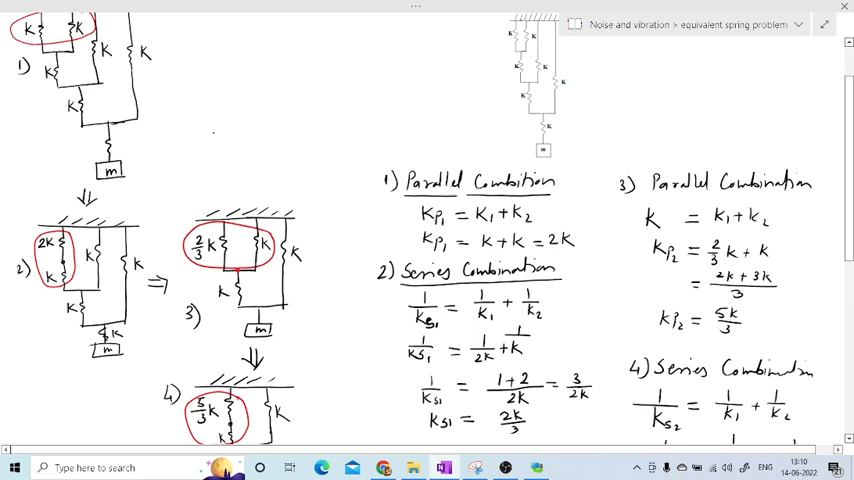 Noise and vibration > equivalent spring problem
K K K K
1)
K
K
m
2)
2K
K
K
K
K
K
m
⇒
3)
2/3 K
K
K
K
m
4)
5/3 K
K
K
K K
K K
K
K
K
m
1) Parallel Combition
KP1 = K1 + K2
KP1 = K + K = 2K
2) Series Combination
1/KS1 = 1/K1 + 1/K2
1/KS1 = 1/2K + 1/K
1/KS1 = 1+2/2K = 3/2K
KS1 = 2K/3
3) Parallel Combination
K = K1 + K2
KP2 = 2/3 K + K
= 2K + 3K/3
KP2 = 5K/3
4) Series Combination
1/KS2 = 1/K1 + 1/K2
Type here to search
ENG
13:10
14-06-2022
21